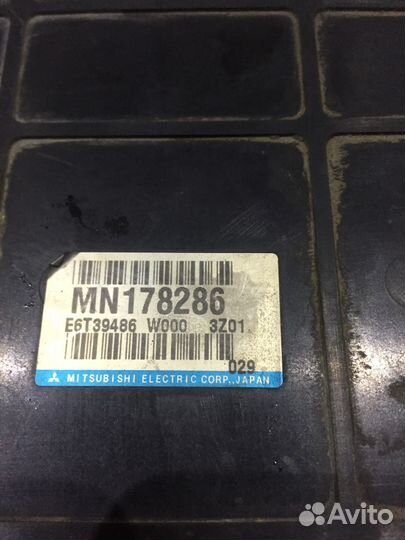 MN178286
E6T39486 W000 3Z01
029
MITSUBISHI ELECTRIC CORP., JAPAN
Avito